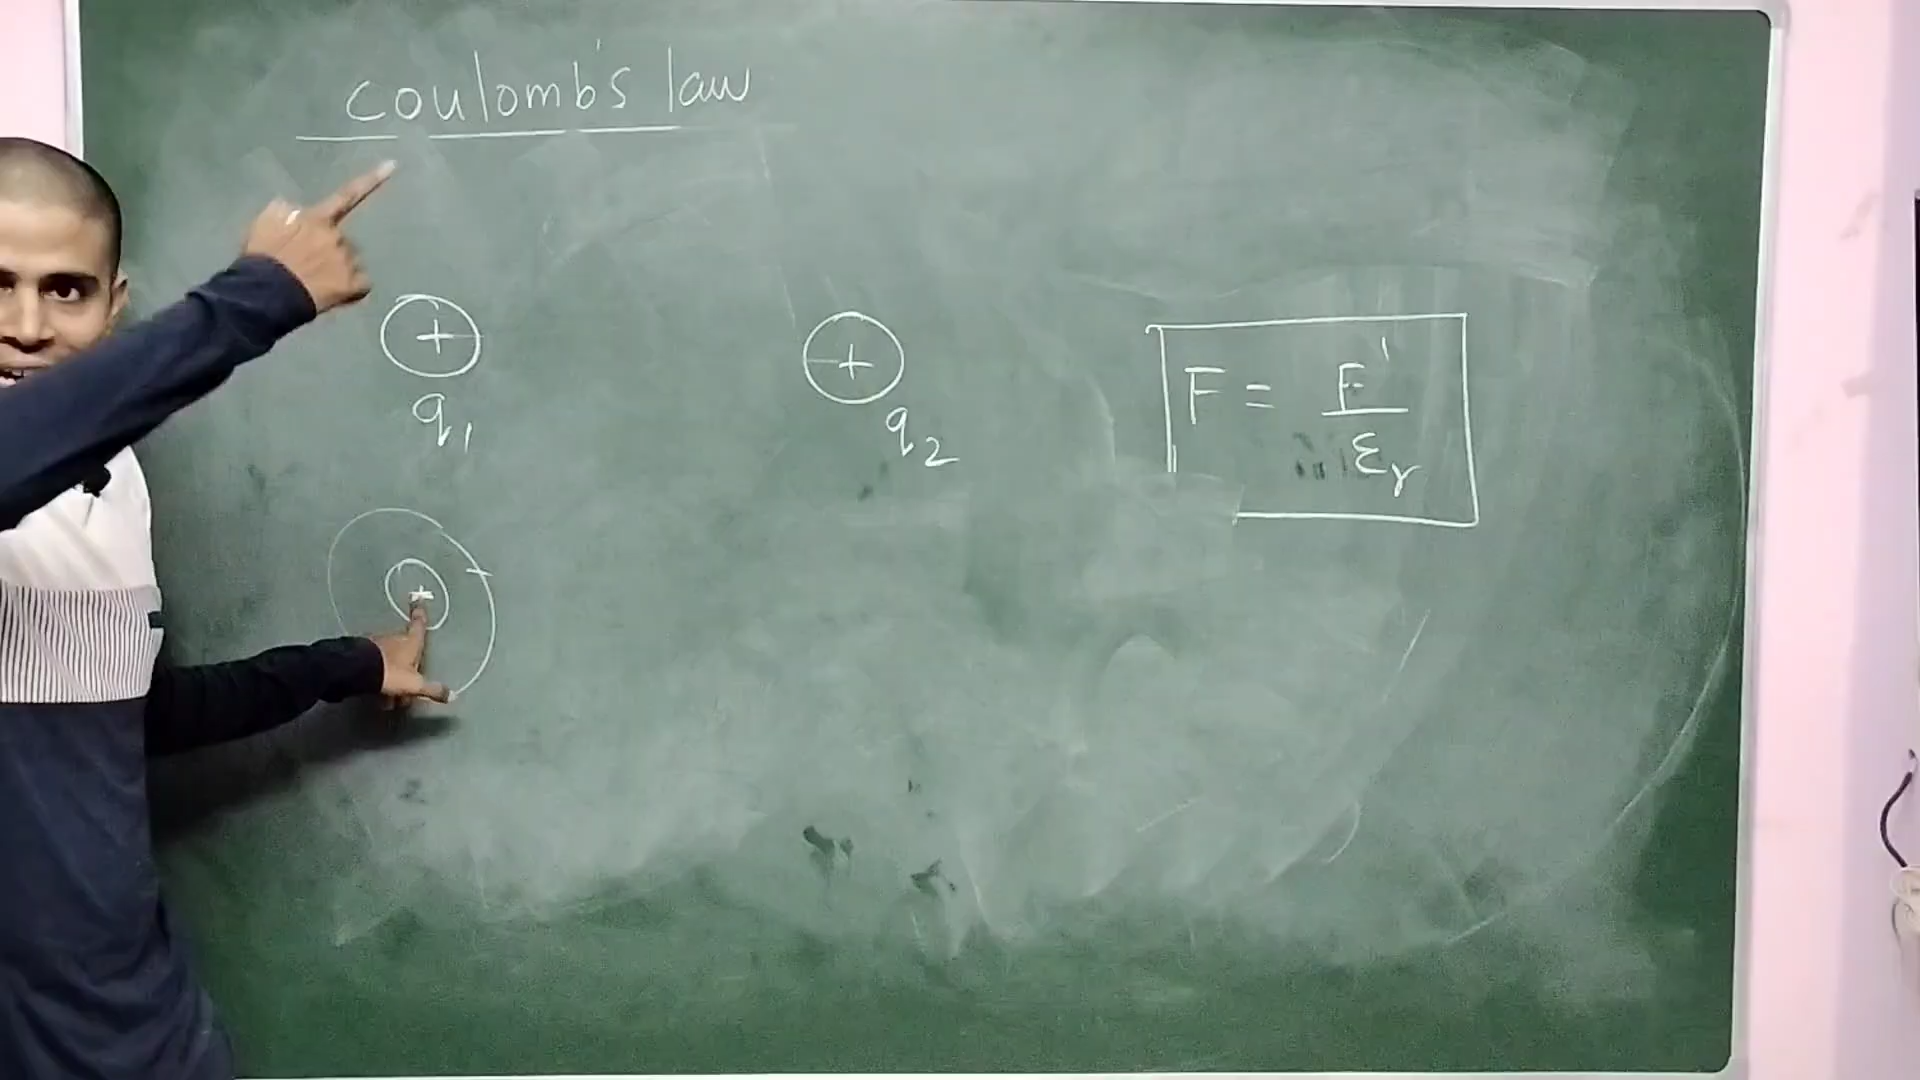 coulomb's law
+ +
q₁ q₂
F = F' / εᵣ
+